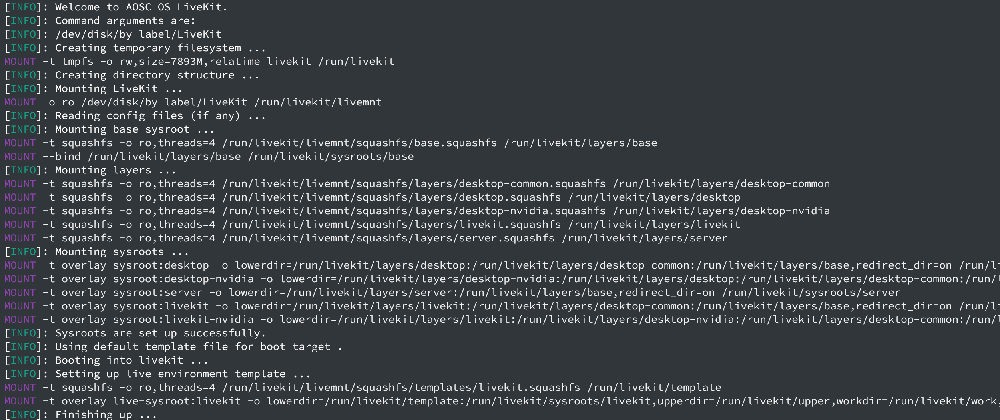 [INFO]: Welcome to AOSC OS LiveKit!
[INFO]: Command arguments are:
[INFO]: /dev/disk/by-label/LiveKit
[INFO]: Creating temporary filesystem ...
MOUNT -t tmpfs -o rw,size=7893M,relatime livekit /run/livekit
[INFO]: Creating directory structure ...
[INFO]: Mounting LiveKit ...
MOUNT -o ro /dev/disk/by-label/LiveKit /run/livekit/livemnt
[INFO]: Reading config files (if any) ...
[INFO]: Mounting base sysroot ...
MOUNT -t squashfs -o ro,threads=4 /run/livekit/livemnt/squashfs/base.squashfs /run/livekit/layers/base
MOUNT --bind /run/livekit/layers/base /run/livekit/sysroots/base
[INFO]: Mounting layers ...
MOUNT -t squashfs -o ro,threads=4 /run/livekit/livemnt/squashfs/layers/desktop-common.squashfs /run/livekit/layers/desktop-common
MOUNT -t squashfs -o ro,threads=4 /run/livekit/livemnt/squashfs/layers/desktop.squashfs /run/livekit/layers/desktop
MOUNT -t squashfs -o ro,threads=4 /run/livekit/livemnt/squashfs/layers/desktop-nvidia.squashfs /run/livekit/layers/desktop-nvidia
MOUNT -t squashfs -o ro,threads=4 /run/livekit/livemnt/squashfs/layers/livekit.squashfs /run/livekit/layers/livekit
MOUNT -t squashfs -o ro,threads=4 /run/livekit/livemnt/squashfs/layers/server.squashfs /run/livekit/layers/server
[INFO]: Mounting sysroots ...
MOUNT -t overlay sysroot:desktop -o lowerdir=/run/livekit/layers/desktop:/run/livekit/layers/desktop-common:/run/livekit/layers/base,redirect_dir=on /run/li
MOUNT -t overlay sysroot:desktop-nvidia -o lowerdir=/run/livekit/layers/desktop-nvidia:/run/livekit/layers/desktop:/run/livekit/layers/desktop-common:/run/l
MOUNT -t overlay sysroot:server -o lowerdir=/run/livekit/layers/server:/run/livekit/layers/base,redirect_dir=on /run/livekit/sysroots/server
MOUNT -t overlay sysroot:livekit -o lowerdir=/run/livekit/layers/livekit:/run/livekit/layers/desktop-common:/run/livekit/layers/base,redirect_dir=on /run/li
MOUNT -t overlay sysroot:livekit-nvidia -o lowerdir=/run/livekit/layers/livekit:/run/livekit/layers/desktop-nvidia:/run/livekit/layers/desktop-common:/run/l
[INFO]: Sysroots are set up successfully.
[INFO]: Using default template file for boot target .
[INFO]: Booting into livekit ...
[INFO]: Setting up live environment template ...
MOUNT -t squashfs -o ro,threads=4 /run/livekit/livemnt/squashfs/templates/livekit.squashfs /run/livekit/template
MOUNT -t overlay live-sysroot:livekit -o lowerdir=/run/livekit/template:/run/livekit/sysroots/livekit,upperdir=/run/livekit/upper,workdir=/run/livekit/work,
[INFO]: Finishing up ...